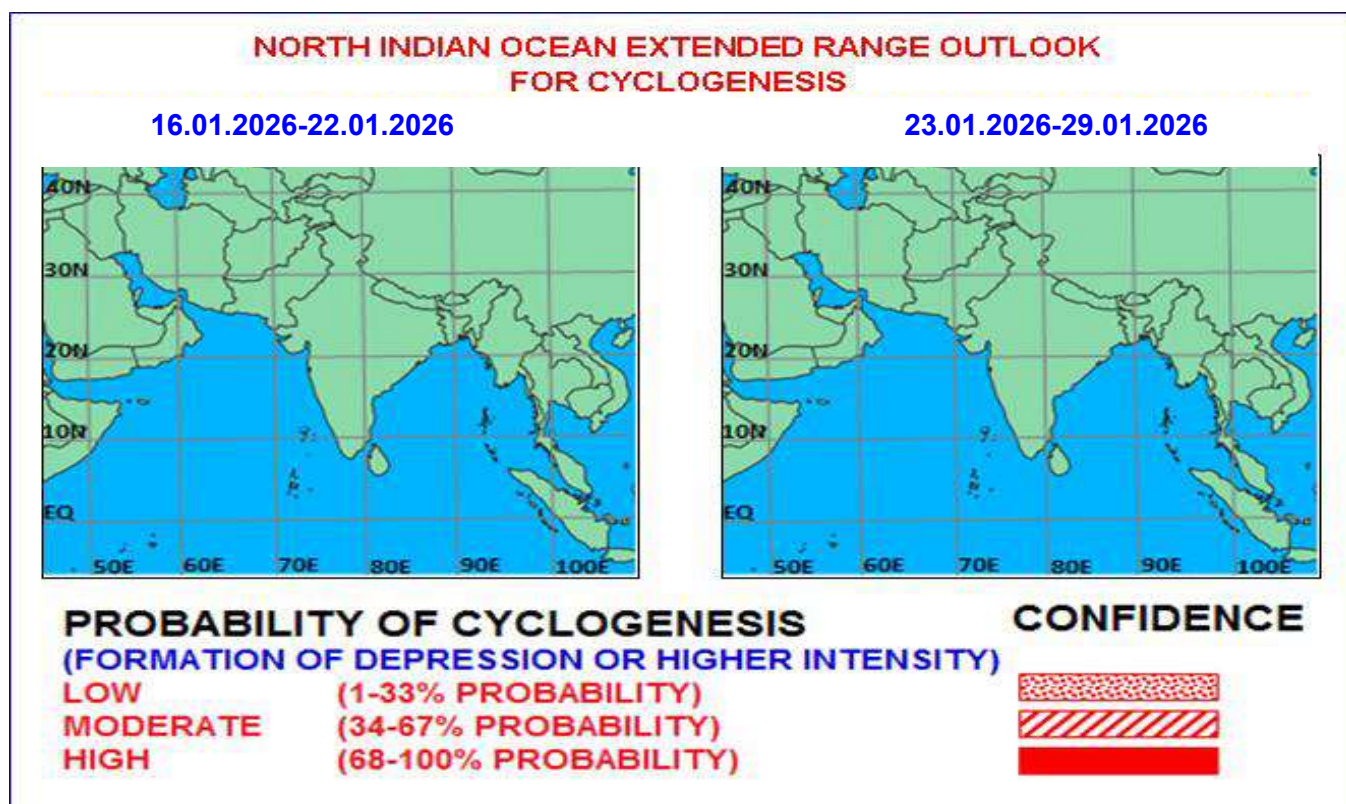 NORTH INDIAN OCEAN EXTENDED RANGE OUTLOOK
FOR CYCLOGENESIS
16.01.2026-22.01.2026
23.01.2026-29.01.2026
40N
30N
20N
10N
EQ
50E 60E 70E 80E 90E 100E
40N
30N
20N
10N
EQ
50E 60E 70E 80E 90E 100E
PROBABILITY OF CYCLOGENESIS
(FORMATION OF DEPRESSION OR HIGHER INTENSITY)
CONFIDENCE
LOW (1-33% PROBABILITY)
MODERATE (34-67% PROBABILITY)
HIGH (68-100% PROBABILITY)